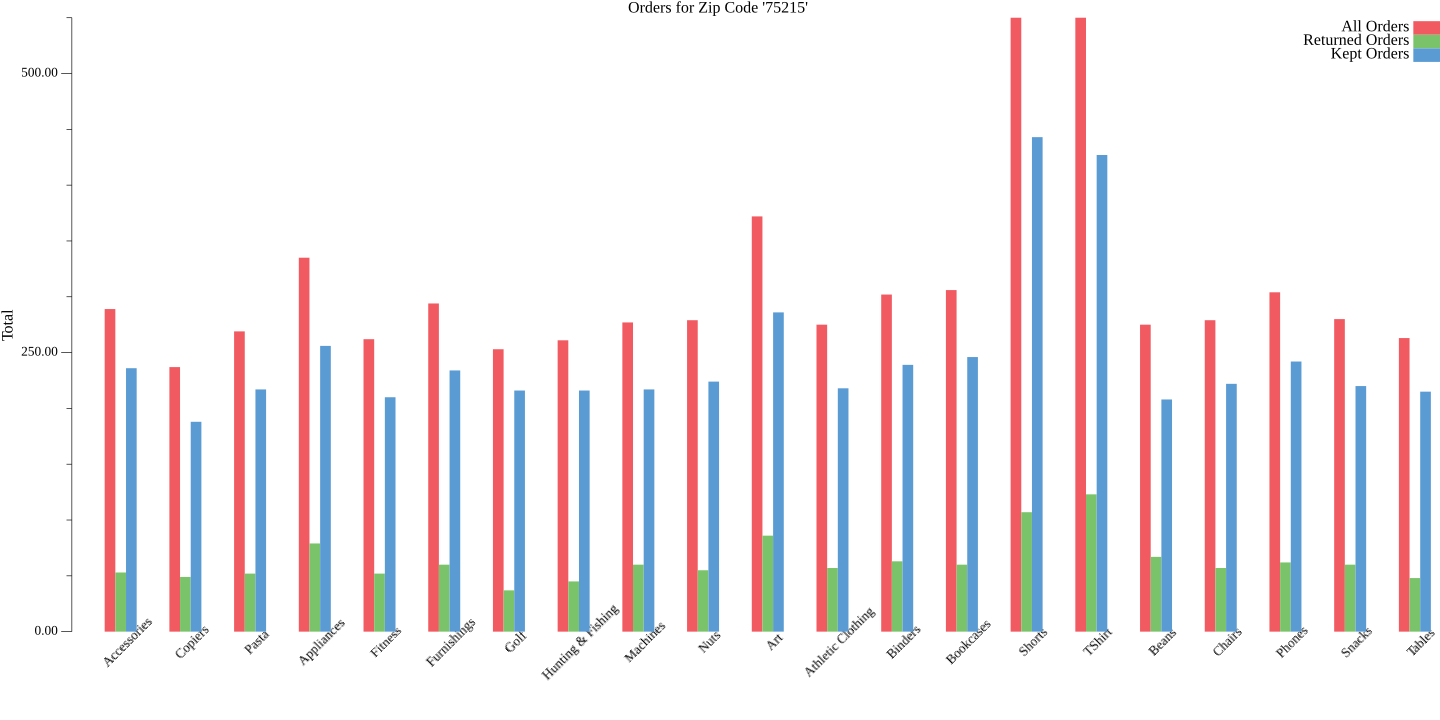 Orders for Zip Code '75215'
All Orders
Returned Orders
Kept Orders
500.00
250.00
0.00
Total
Accessories
Copiers
Pasta
Appliances
Fitness
Furnishings
Golf
Hunting & Fishing
Machines
Nuts
Art
Athletic Clothing
Binders
Bookcases
Shorts
TShirt
Beans
Chairs
Phones
Snacks
Tables